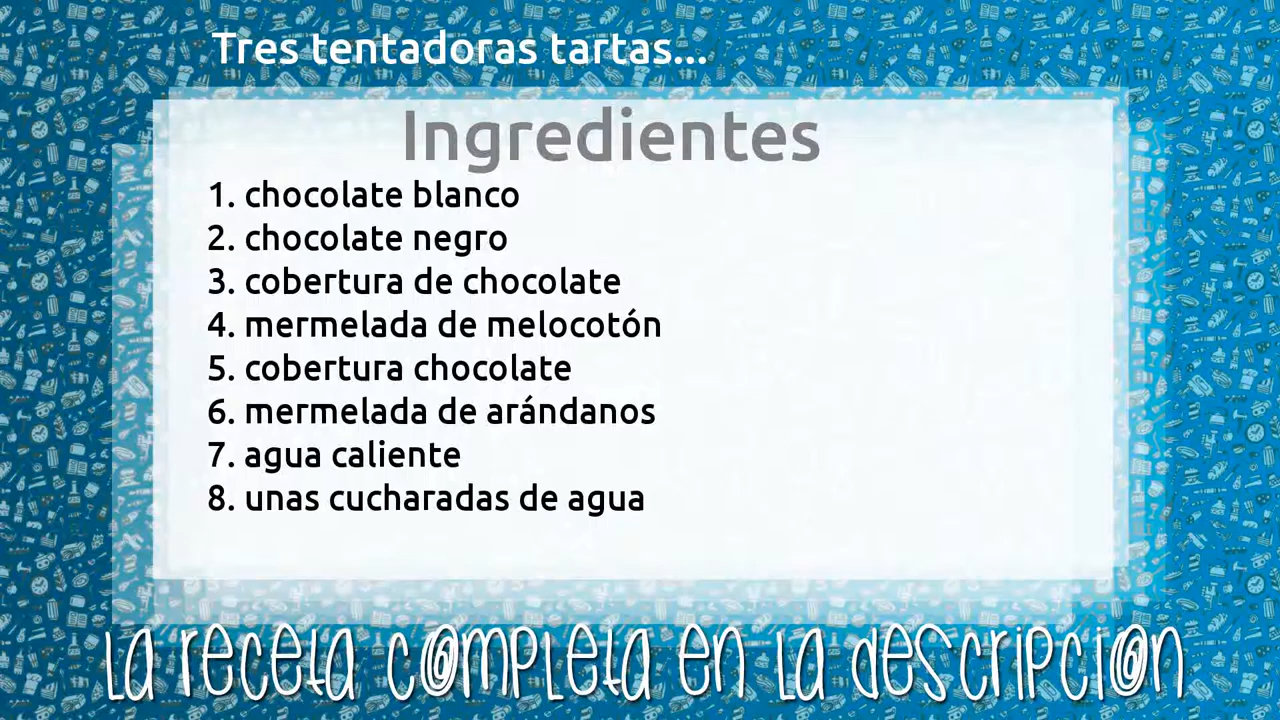 Tres tentadoras tartas...
Ingredientes
1. chocolate blanco
2. chocolate negro
3. cobertura de chocolate
4. mermelada de melocotón
5. cobertura chocolate
6. mermelada de arándanos
7. agua caliente
8. unas cucharadas de agua
La receta completa en la descripción